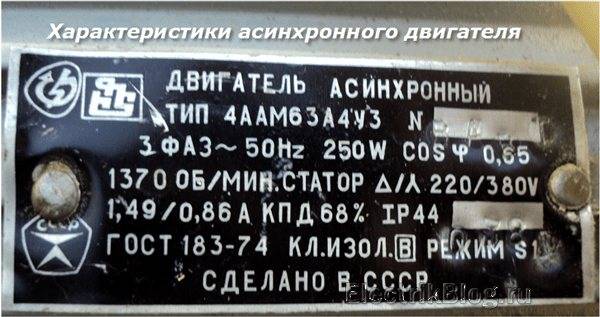 Характеристики асинхронного двигателя
ДВИГАТЕЛЬ АСИНХРОННЫЙ
ТИП 4ААМ63А4У3 N
3 ФАЗ~50Hz 250W COS φ 0,65
1370 ОБ/МИН. СТАТОР Δ/⅄ 220/380V
1,49/0,86А КПД 68% IP44
СССР
ГОСТ 183-74 КЛ.ИЗОЛ. B РЕЖИМ S1
СДЕЛАНО В СССР
ElectrikBlog.ru